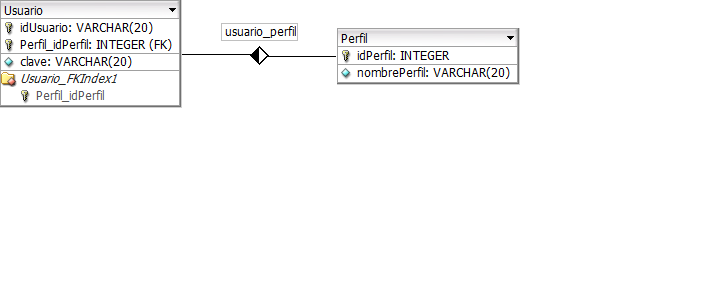 Usuario
idUsuario: VARCHAR(20)
Perfil_idPerfil: INTEGER (FK)
clave: VARCHAR(20)
Usuario_FKIndex1
Perfil_idPerfil
usuario_perfil
Perfil
idPerfil: INTEGER
nombrePerfil: VARCHAR(20)